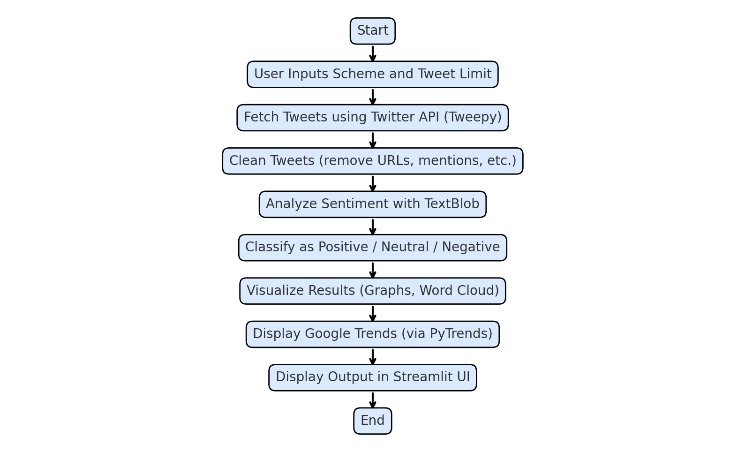 Start
User Inputs Scheme and Tweet Limit
Fetch Tweets using Twitter API (Tweepy)
Clean Tweets (remove URLs, mentions, etc.)
Analyze Sentiment with TextBlob
Classify as Positive / Neutral / Negative
Visualize Results (Graphs, Word Cloud)
Display Google Trends (via PyTrends)
Display Output in Streamlit UI
End